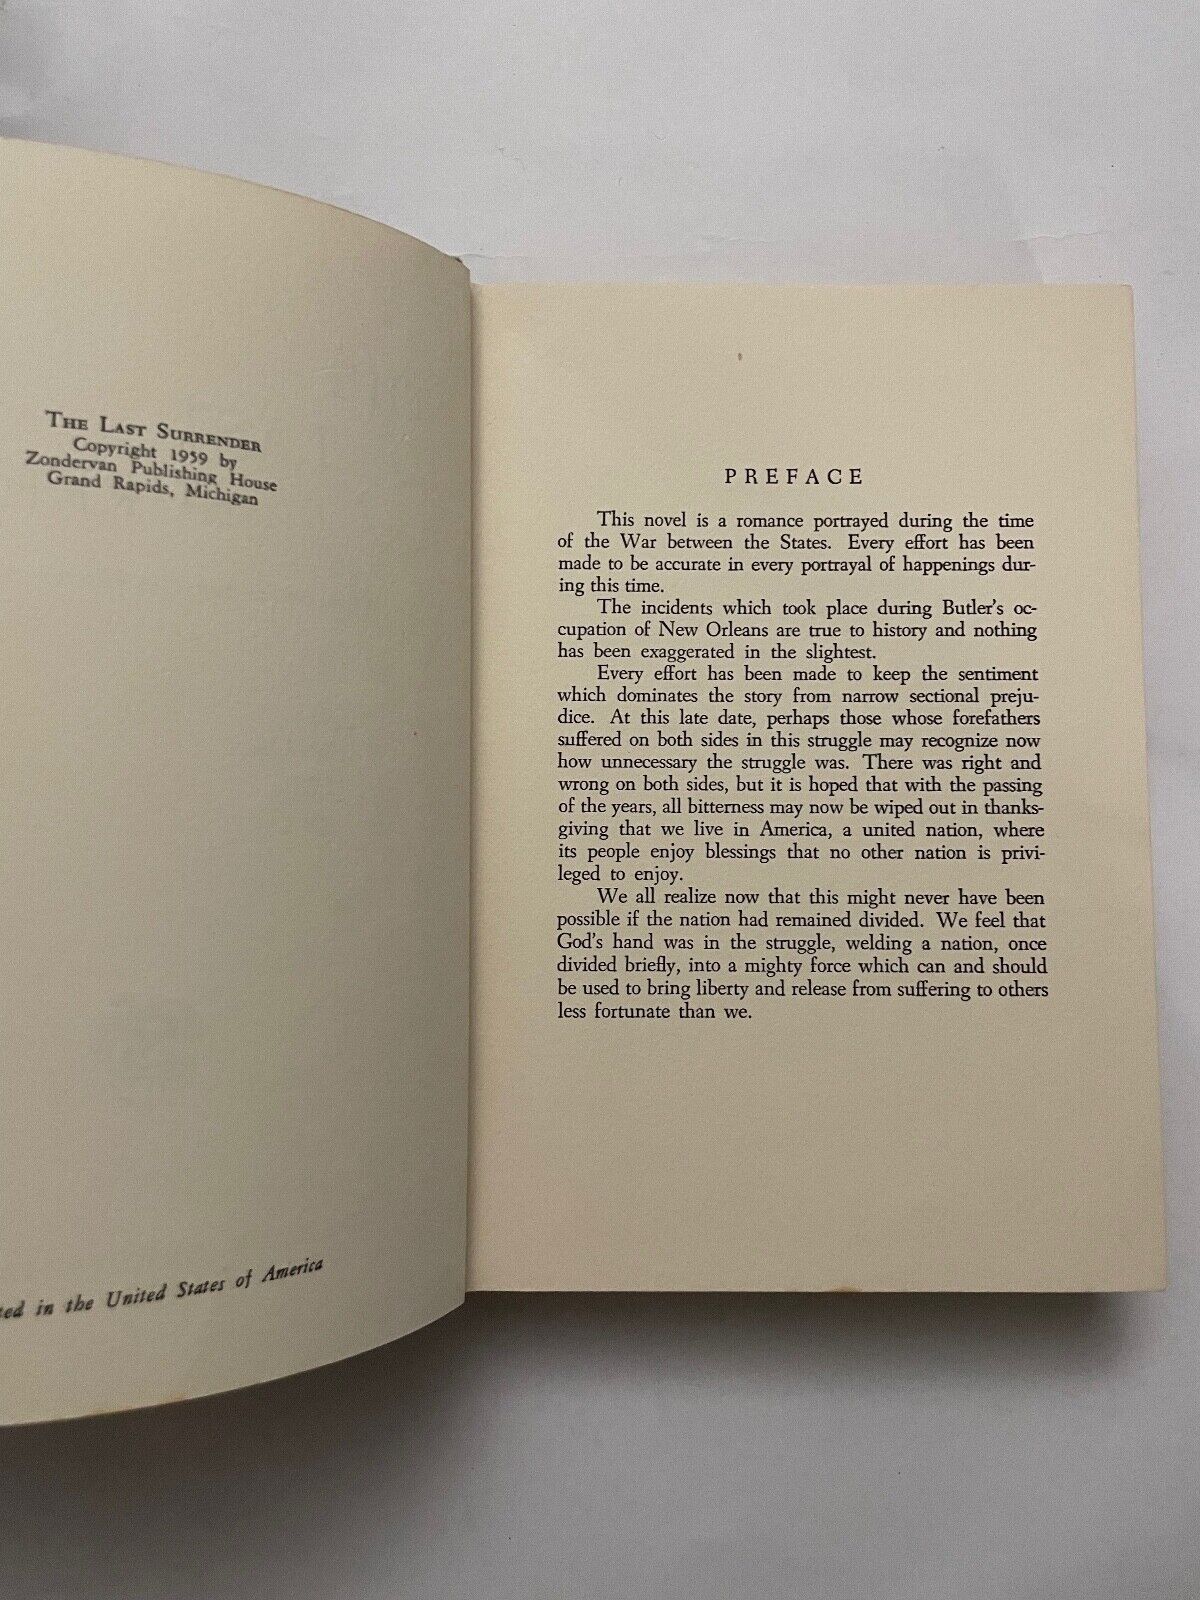 THE LAST SURRENDER
Copyright 1959 by
Zondervan Publishing House
Grand Rapids, Michigan
in the United States of America
PREFACE
This novel is a romance portrayed during the time
of the War between the States. Every effort has been
made to be accurate in every portrayal of happenings dur-
ing this time.
The incidents which took place during Butler's oc-
cupation of New Orleans are true to history and nothing
has been exaggerated in the slightest.
Every effort has been made to keep the sentiment
which dominates the story from narrow sectional preju-
dice. At this late date, perhaps those whose forefathers
suffered on both sides in this struggle may recognize now
how unnecessary the struggle was. There was right and
wrong on both sides, but it is hoped that with the passing
of the years, all bitterness may now be wiped out in thanks-
giving that we live in America, a united nation, where
its people enjoy blessings that no other nation is privi-
leged to enjoy.
We all realize now that this might never have been
possible if the nation had remained divided. We feel that
God's hand was in the struggle, welding a nation, once
divided briefly, into a mighty force which can and should
be used to bring liberty and release from suffering to others
less fortunate than we.